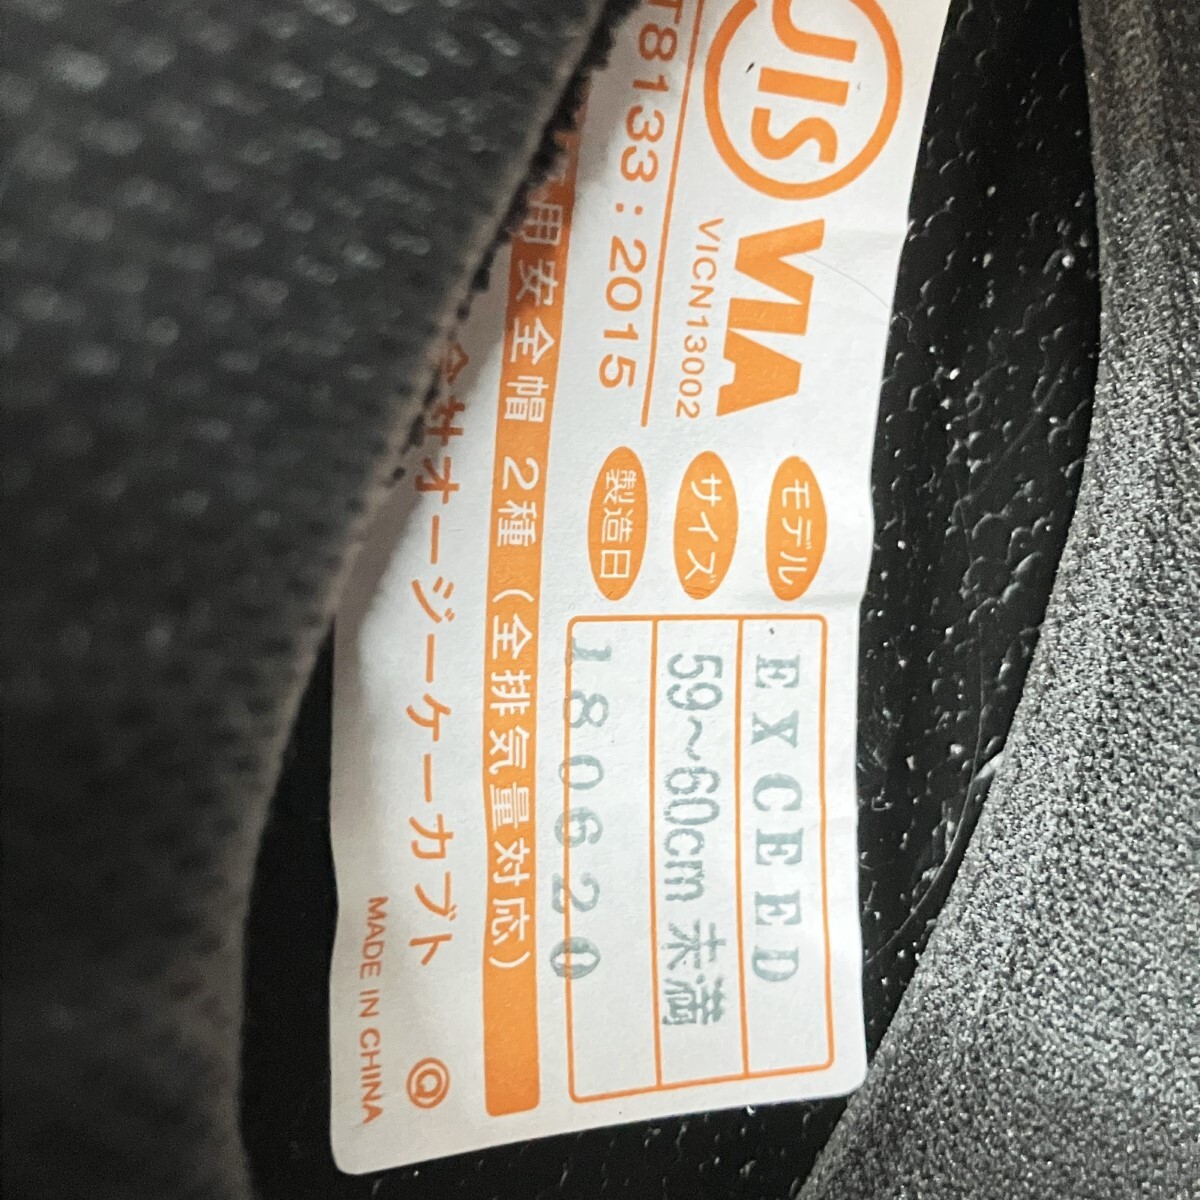 JIS
VIA
VICN13002
T8133:2015
モデル EXCEED
サイズ 59～60cm 未満
製造日 180620
用安全帽 2種 (全排気量対応)
オージーケーカブト
MADE IN CHINA
Q